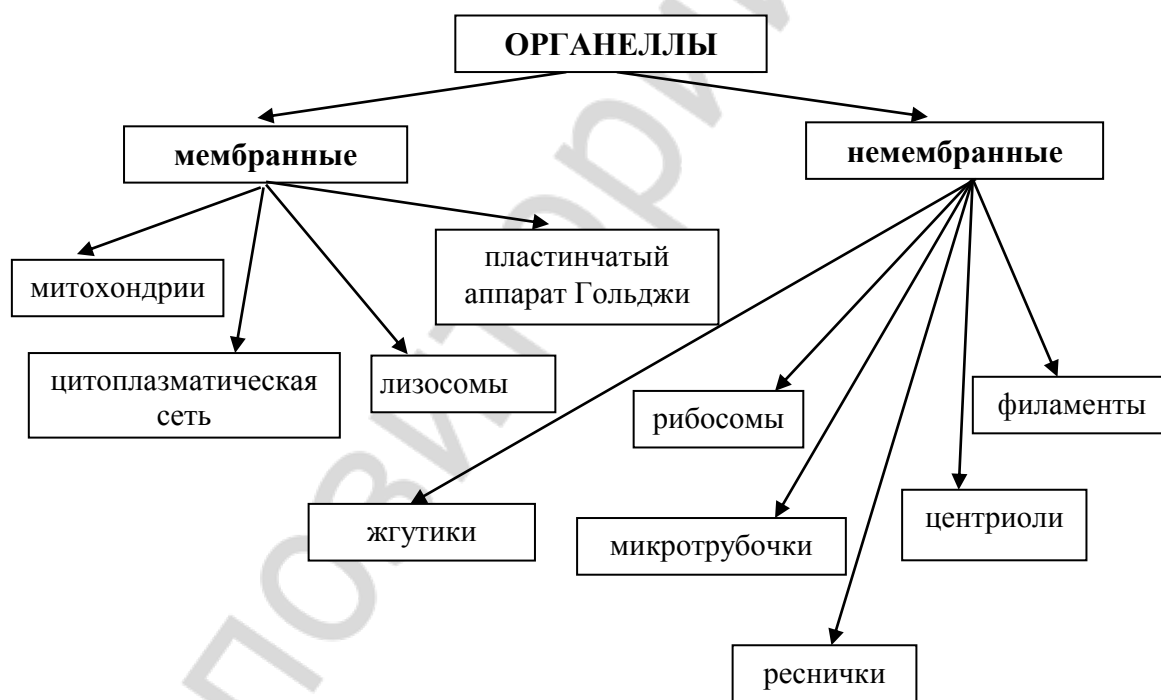 ОРГАНЕЛЛЫ
мембранные
немембранные
пластинчатый
аппарат Гольджи
митохондрии
цитоплазматическая
сеть
лизосомы
рибосомы
филаменты
жгутики
микротрубочки
центриоли
реснички